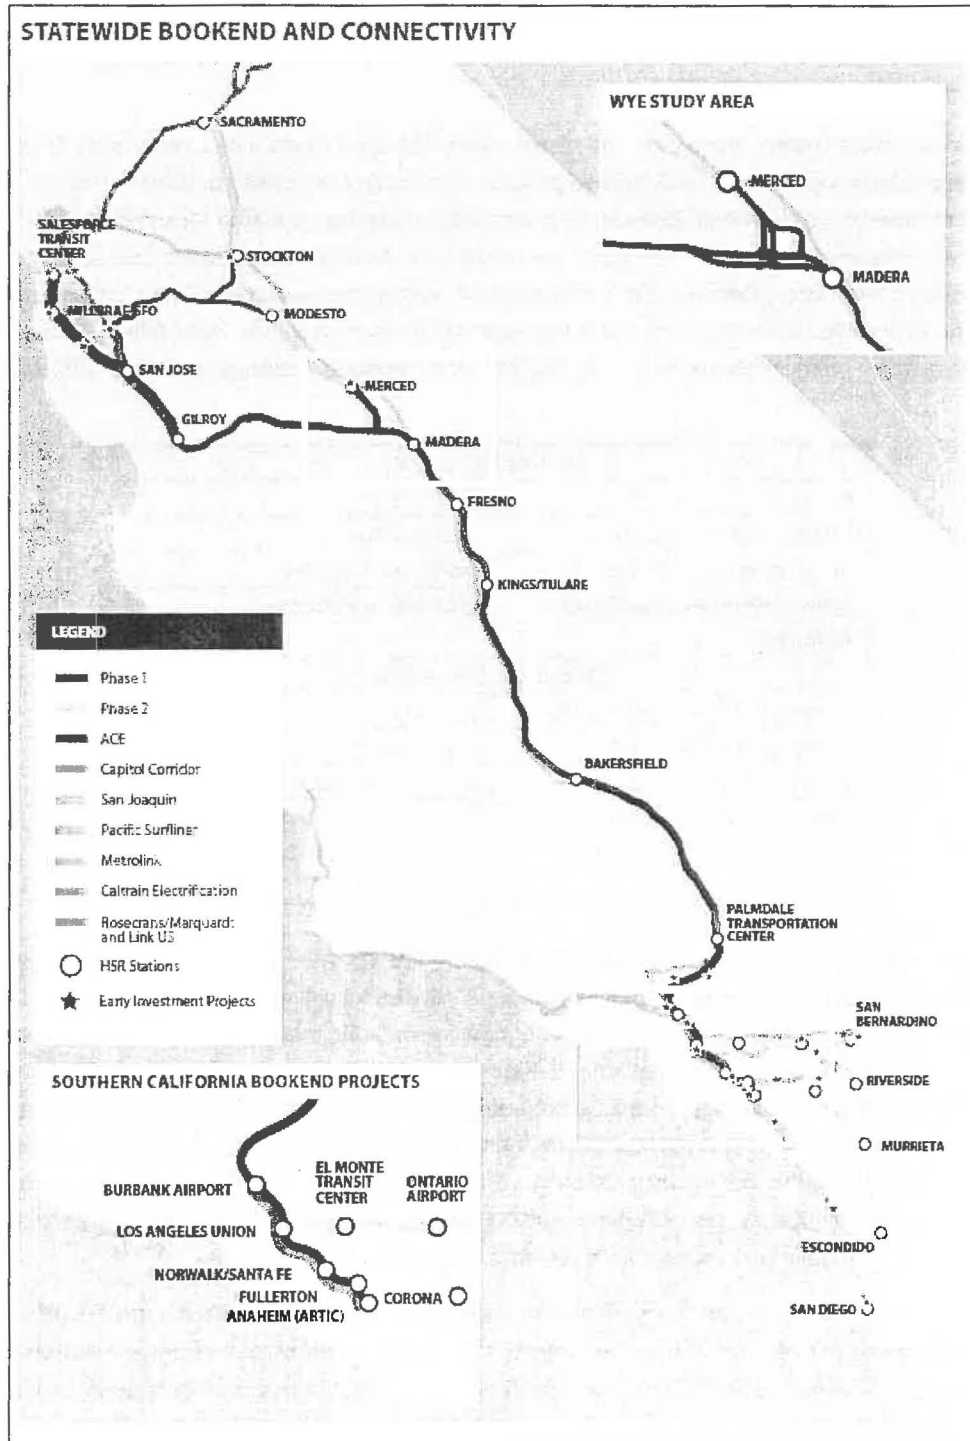 STATEWIDE BOOKEND AND CONNECTIVITY
WYE STUDY AREA
MERCED
MADERA
SACRAMENTO
SALESFORCE
TRANSIT
CENTER
STOCKTON
MILLBRAE SFO
MODESTO
SAN JOSE
MERCED
GILROY
MADERA
FRESNO
KINGS/TULARE
LEGEND
Phase 1
Phase 2
ACE
Capitol Corridor
San Joaquin
Pacific Surfliner
Metrolink
Caltrain Electrification
Rosecrans/Marquardt
and Link US
HSR Stations
Early Investment Projects
BAKERSFIELD
PALMDALE
TRANSPORTATION
CENTER
SAN
BERNARDINO
RIVERSIDE
MURRIETA
ESCONDIDO
SAN DIEGO
SOUTHERN CALIFORNIA BOOKEND PROJECTS
BURBANK AIRPORT
EL MONTE
TRANSIT
CENTER
ONTARIO
AIRPORT
LOS ANGELES UNION
NORWALK/SANTA FE
FULLERTON
CORONA
ANAHEIM (ARTIC)